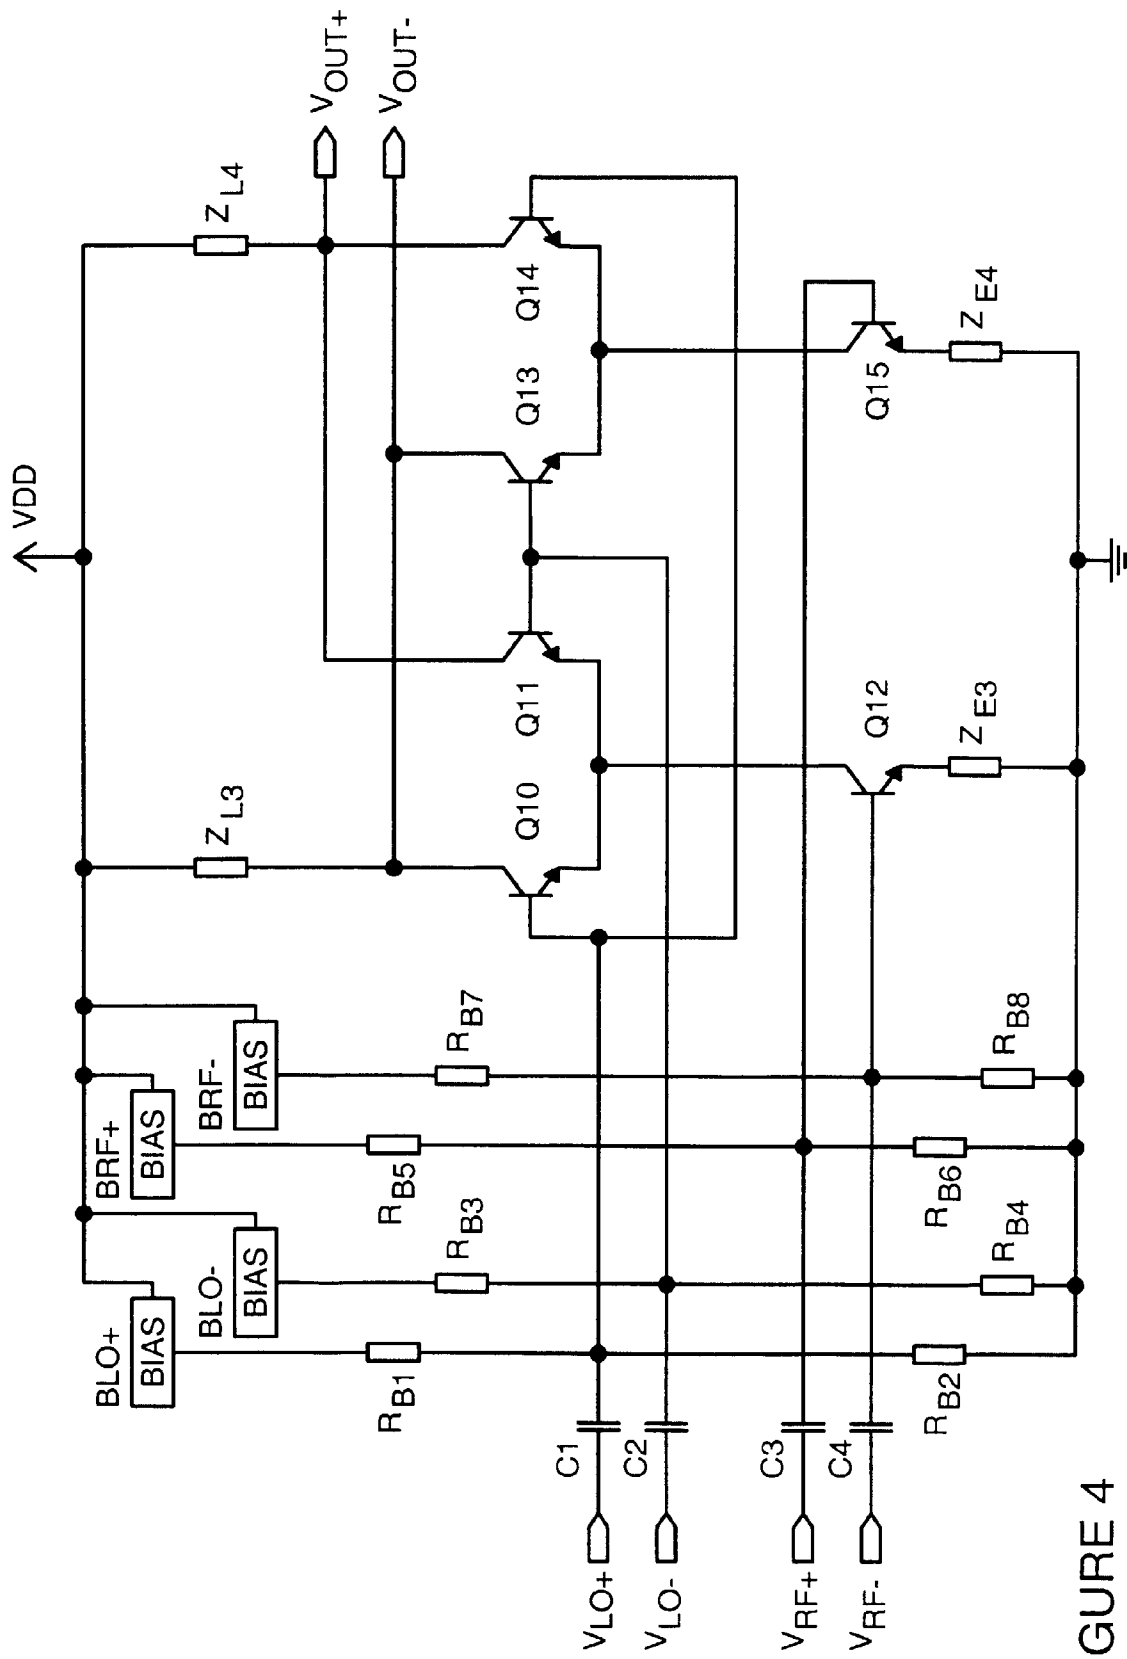 VDD
VOUT+
VOUT-
ZL3
ZL4
BLO+
BIAS
BLO-
BIAS
BRF+
BIAS
BRF-
BIAS
RB1
RB3
RB5
RB7
Q10
Q11
Q13
Q14
C1
C2
C3
C4
VLO+
VLO-
VRF+
VRF-
Q12
Q15
RB2
RB4
RB6
RB8
ZE3
ZE4
GURE 4